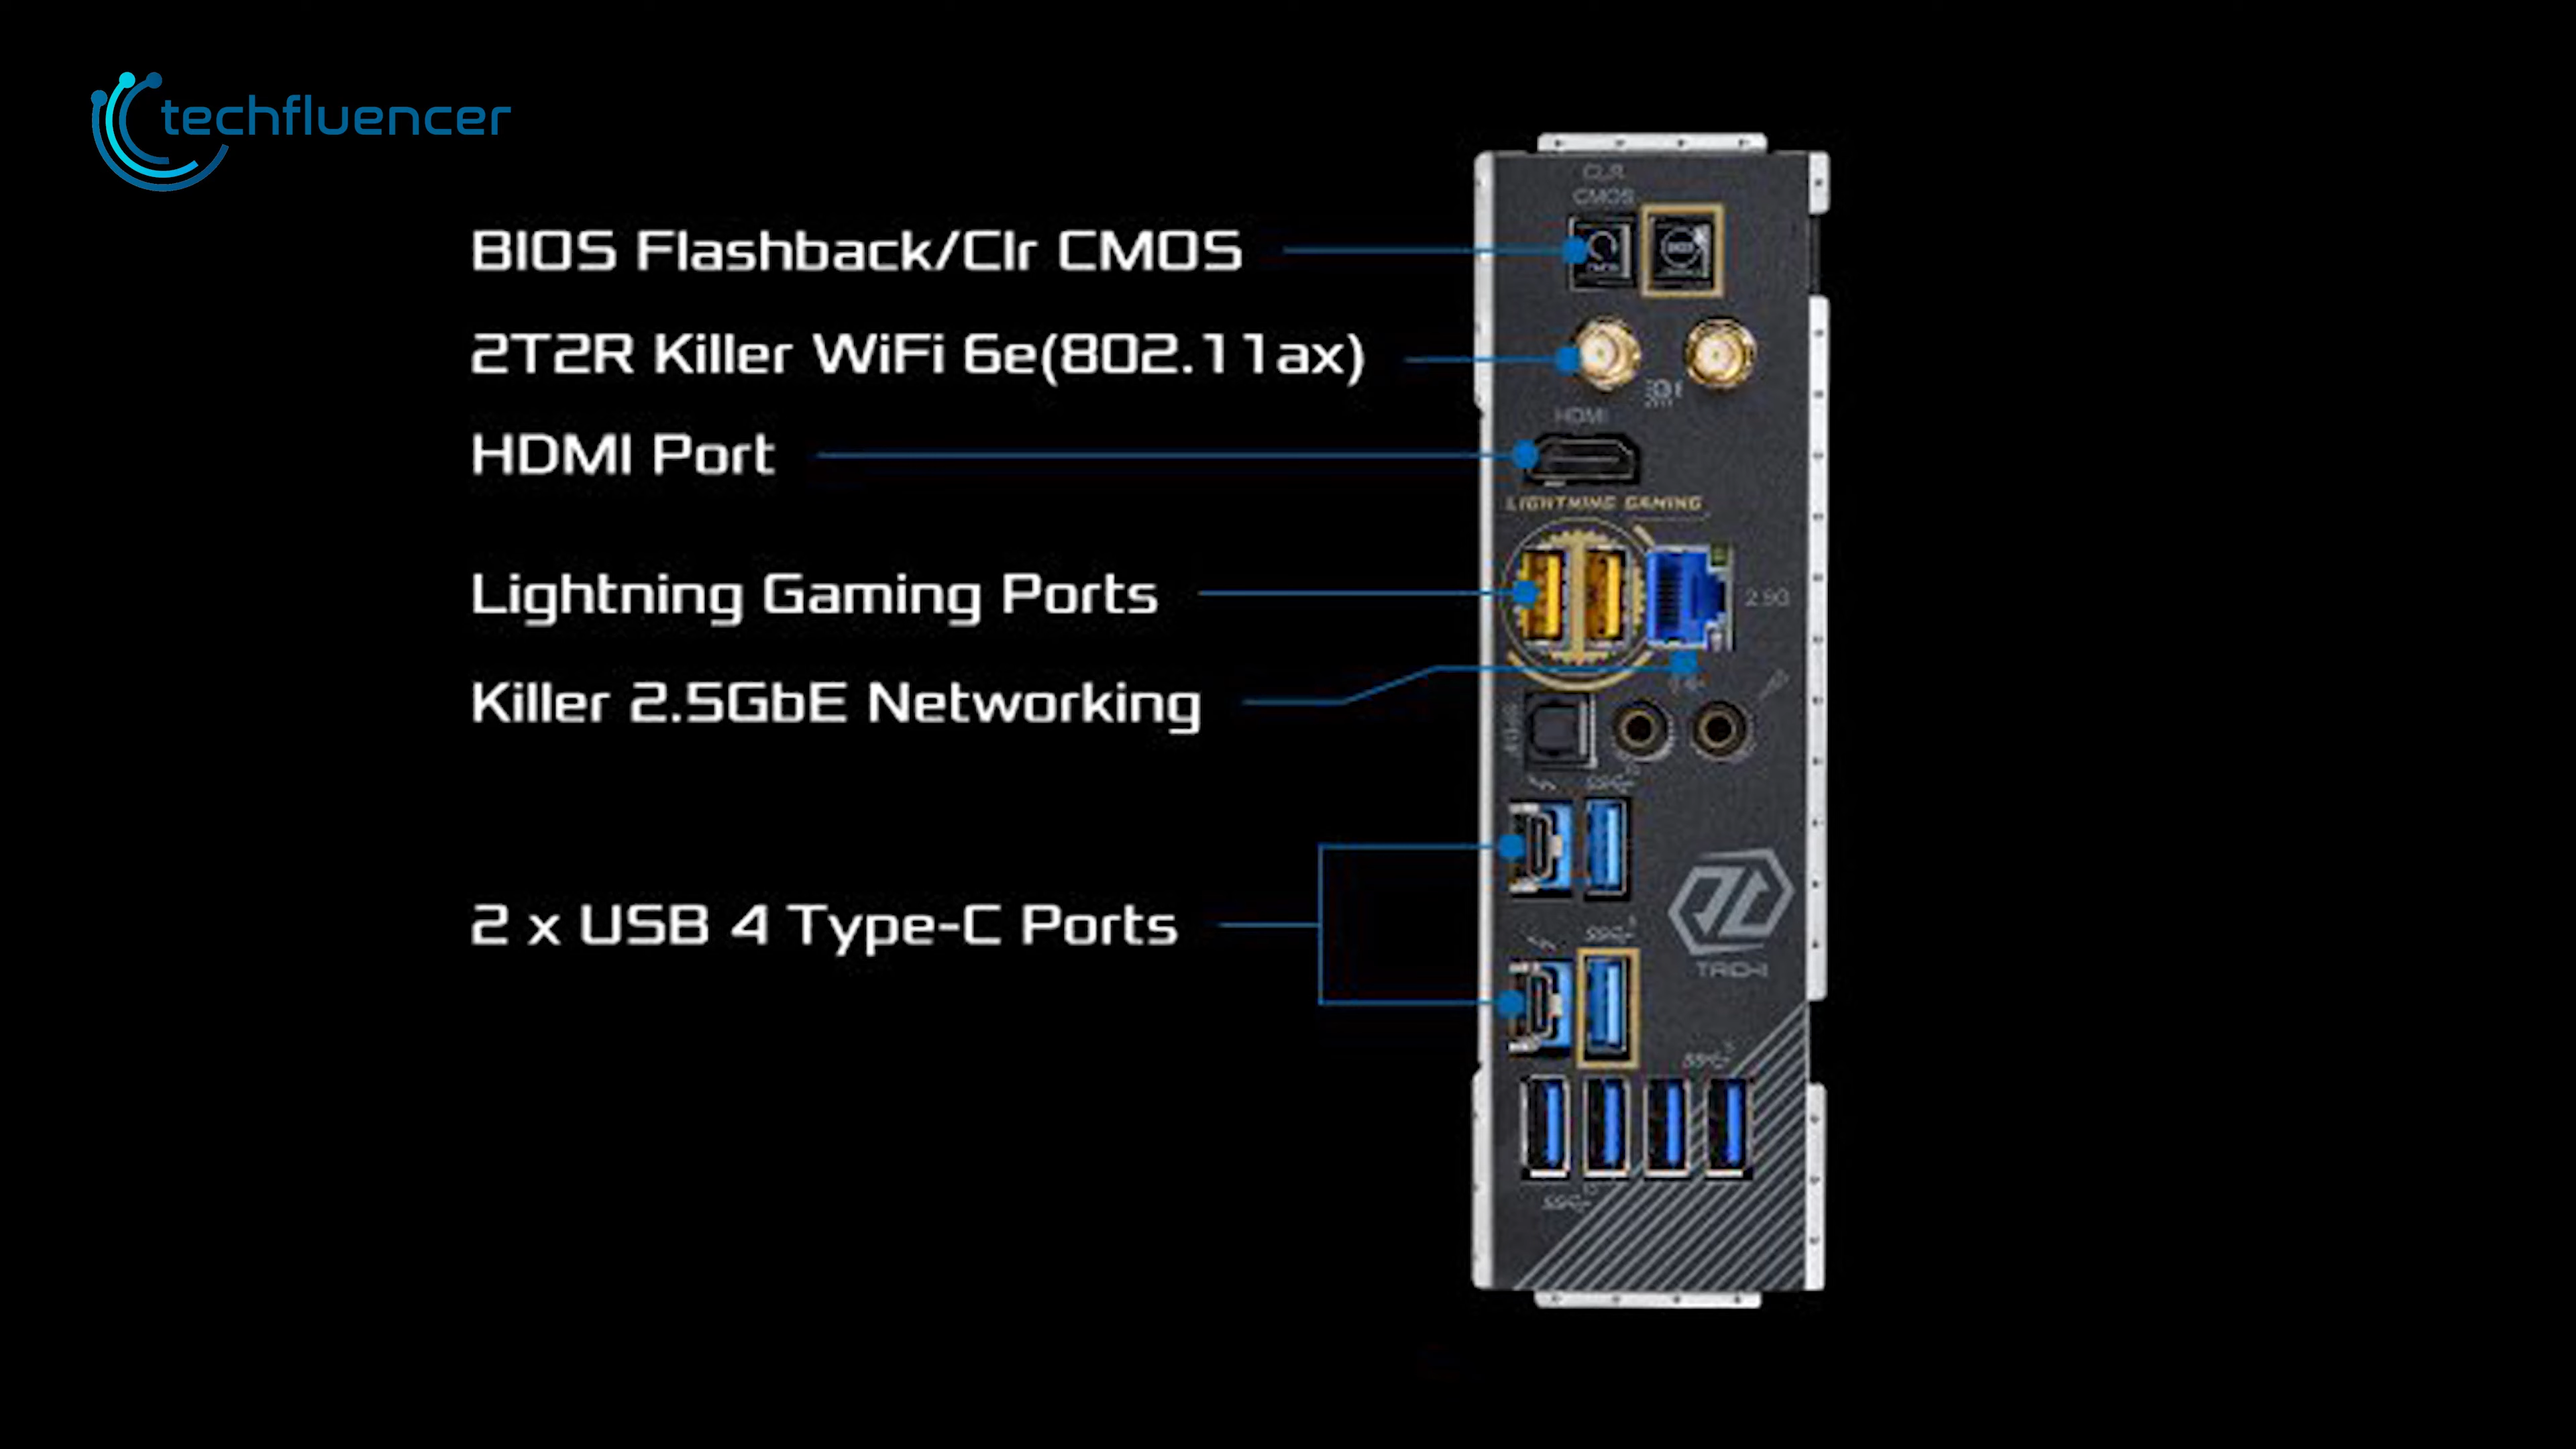 techfluencer
BIOS Flashback/Clr CMOS
2T2R Killer WiFi 6e(802.11ax)
HDMI Port
Lightning Gaming Ports
Killer 2.5GbE Networking
2 x USB 4 Type-C Ports
CLR
CMOS
HDMI
LIGHTNING GAMING
2.5G
TAICHI